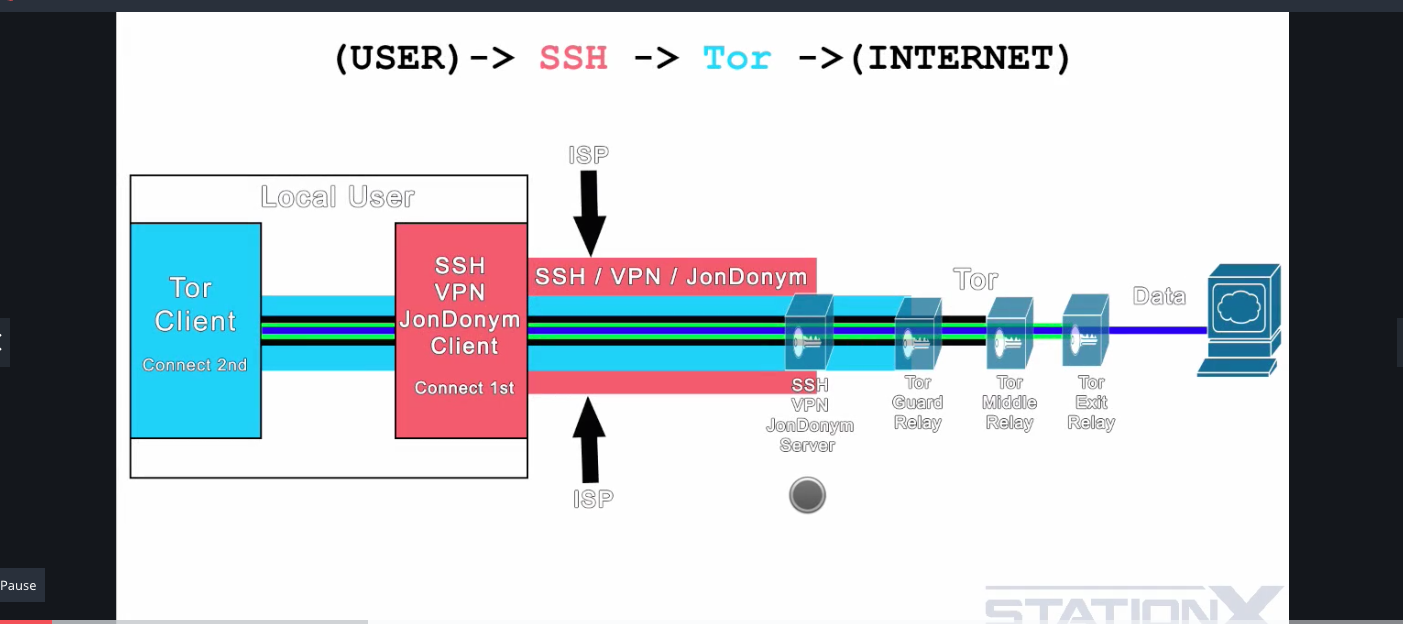 (USER)-> SSH -> Tor ->(INTERNET)
ISP
Local User
Tor
Client
Connect 2nd
SSH
VPN
JonDonym
Client
Connect 1st
SSH / VPN / JonDonym
Tor
Data
SSH
VPN
JonDonym
Server
Tor
Guard
Relay
Tor
Middle
Relay
Tor
Exit
Relay
ISP
Pause
STATIONX